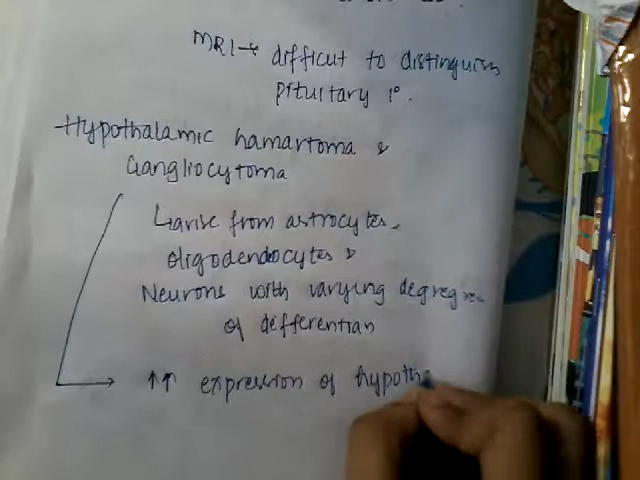 MRI → difficult to distinguish
pituitary 1°.
Hypothalamic hamartoma &
Gangliocytoma
↳ arise from astrocytes,
oligodendocytes &
Neurons with varying degree
of differentian
↑↑ expression of hypoth